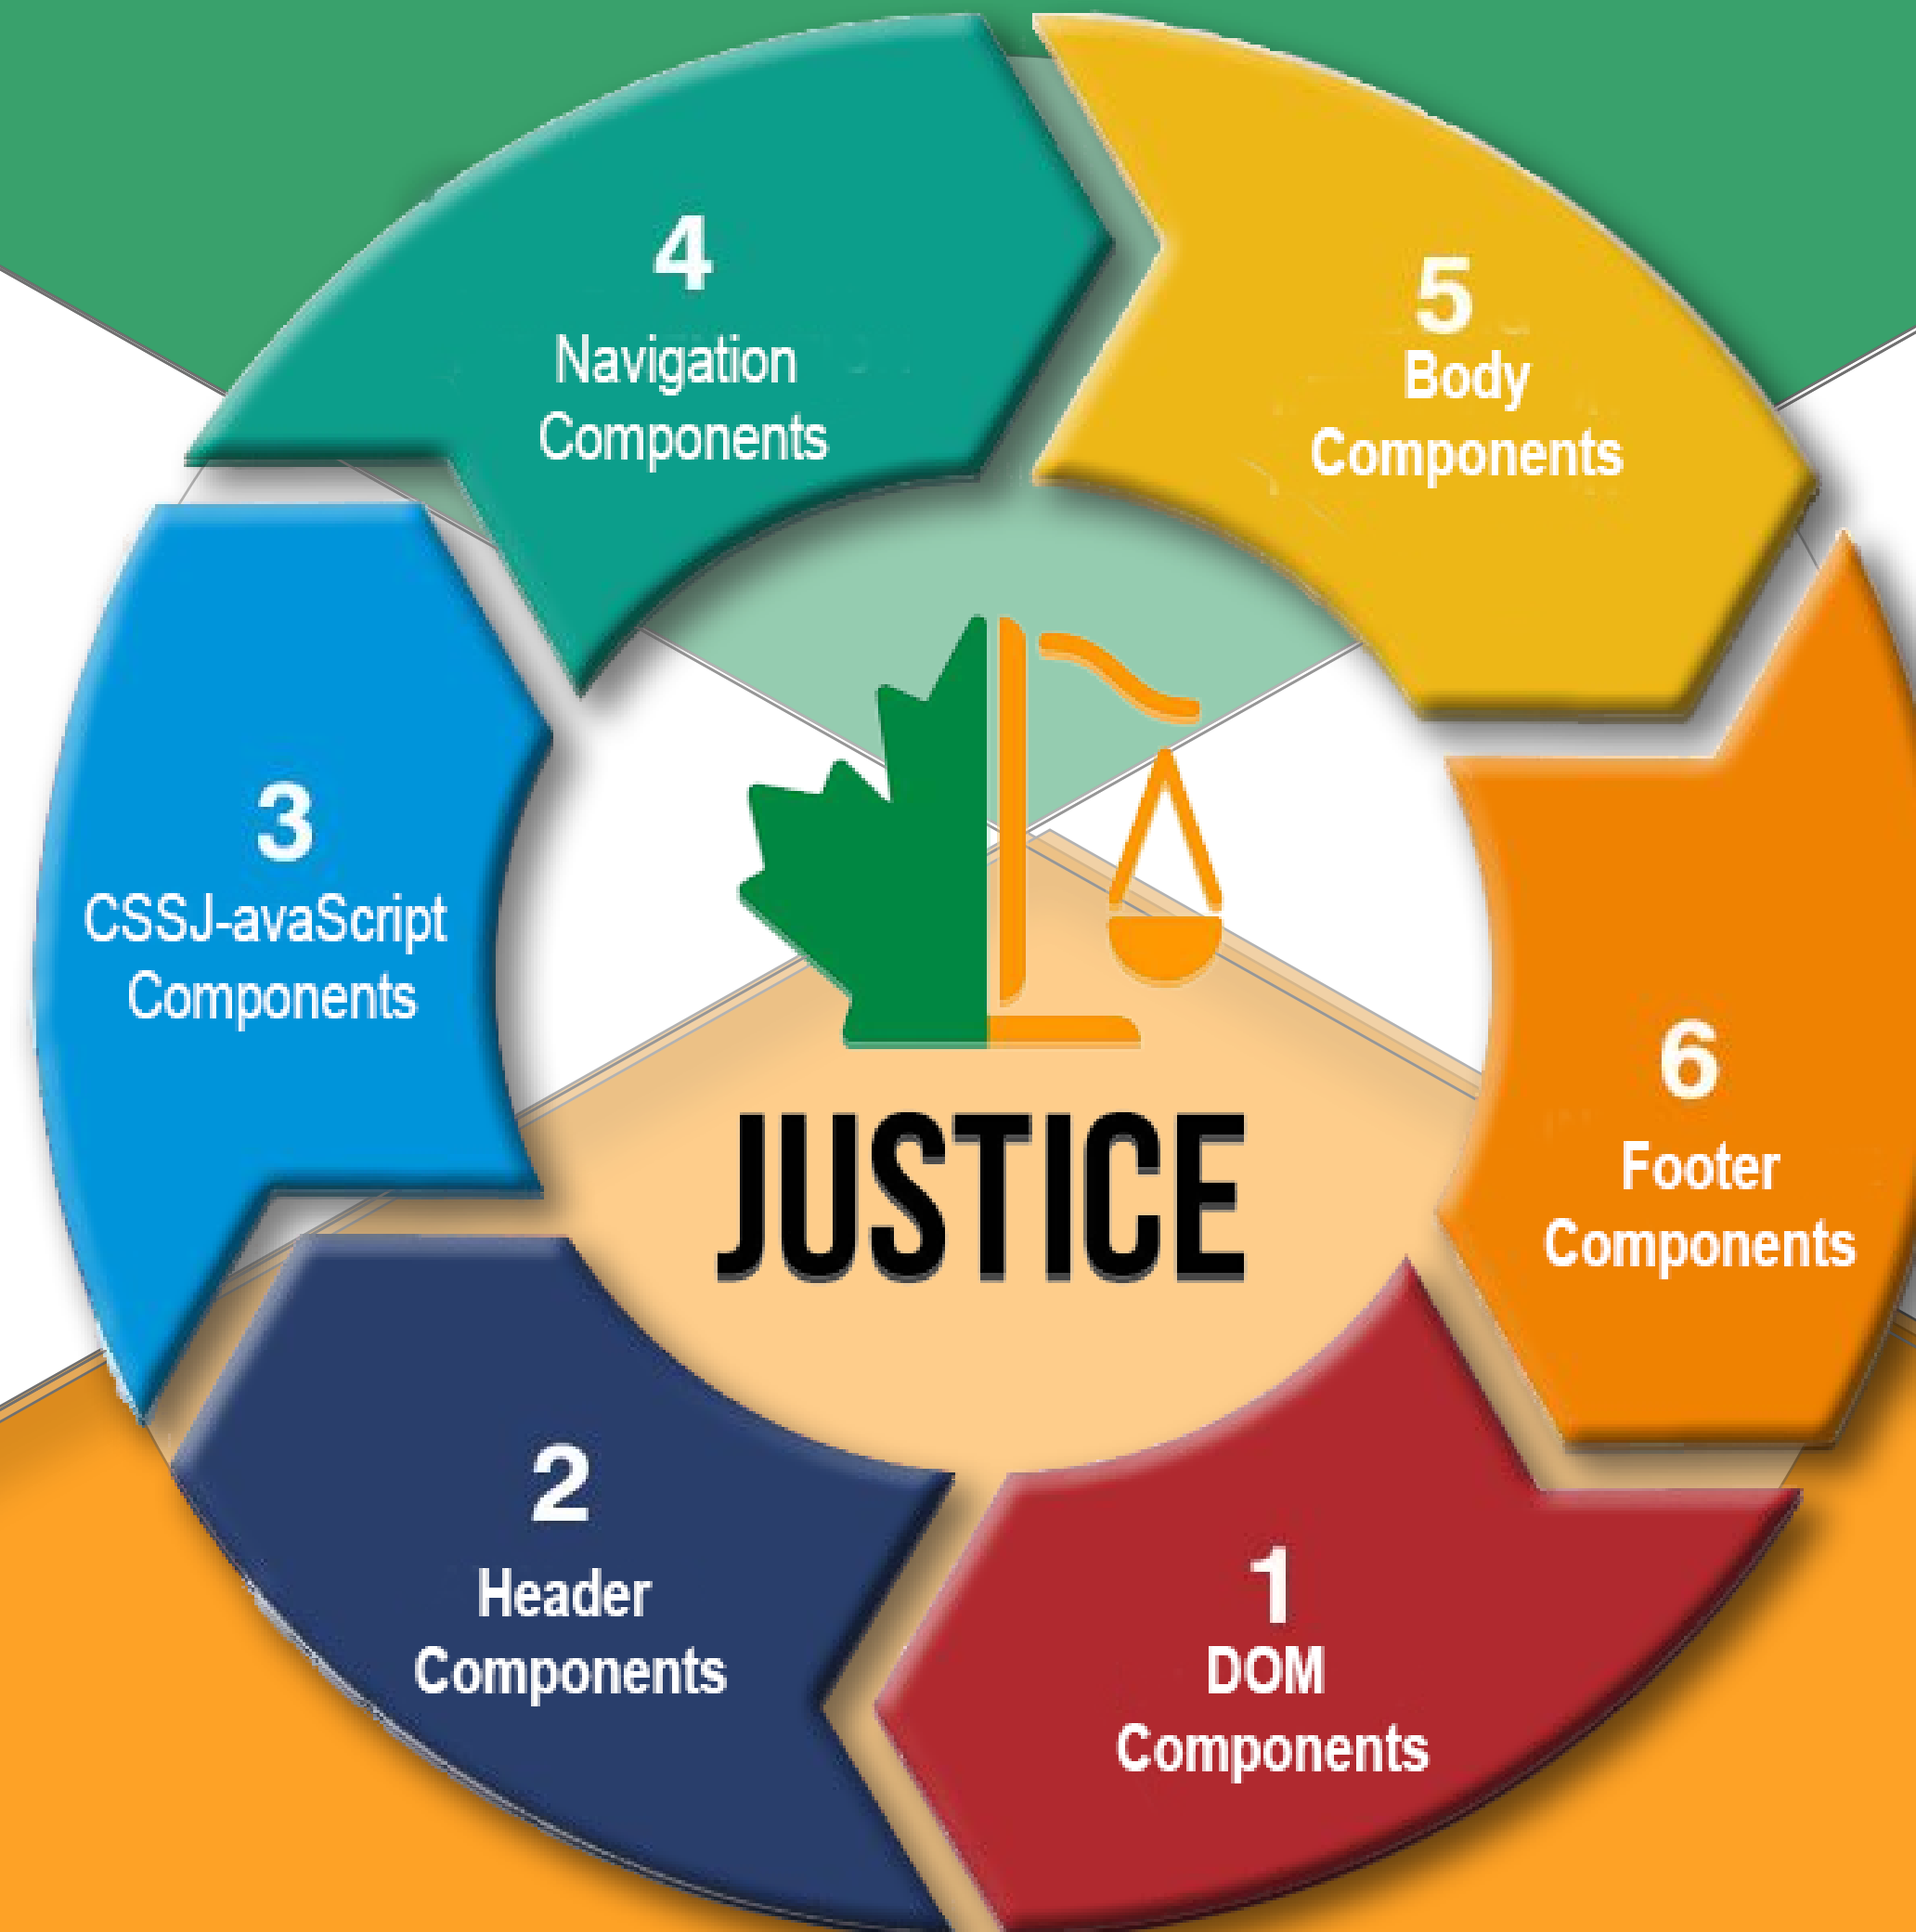 4
Navigation
Components
5
Body
Components
3
CSSJ-avaScript
Components
6
Footer
Components
JUSTICE
2
Header
Components
1
DOM
Components